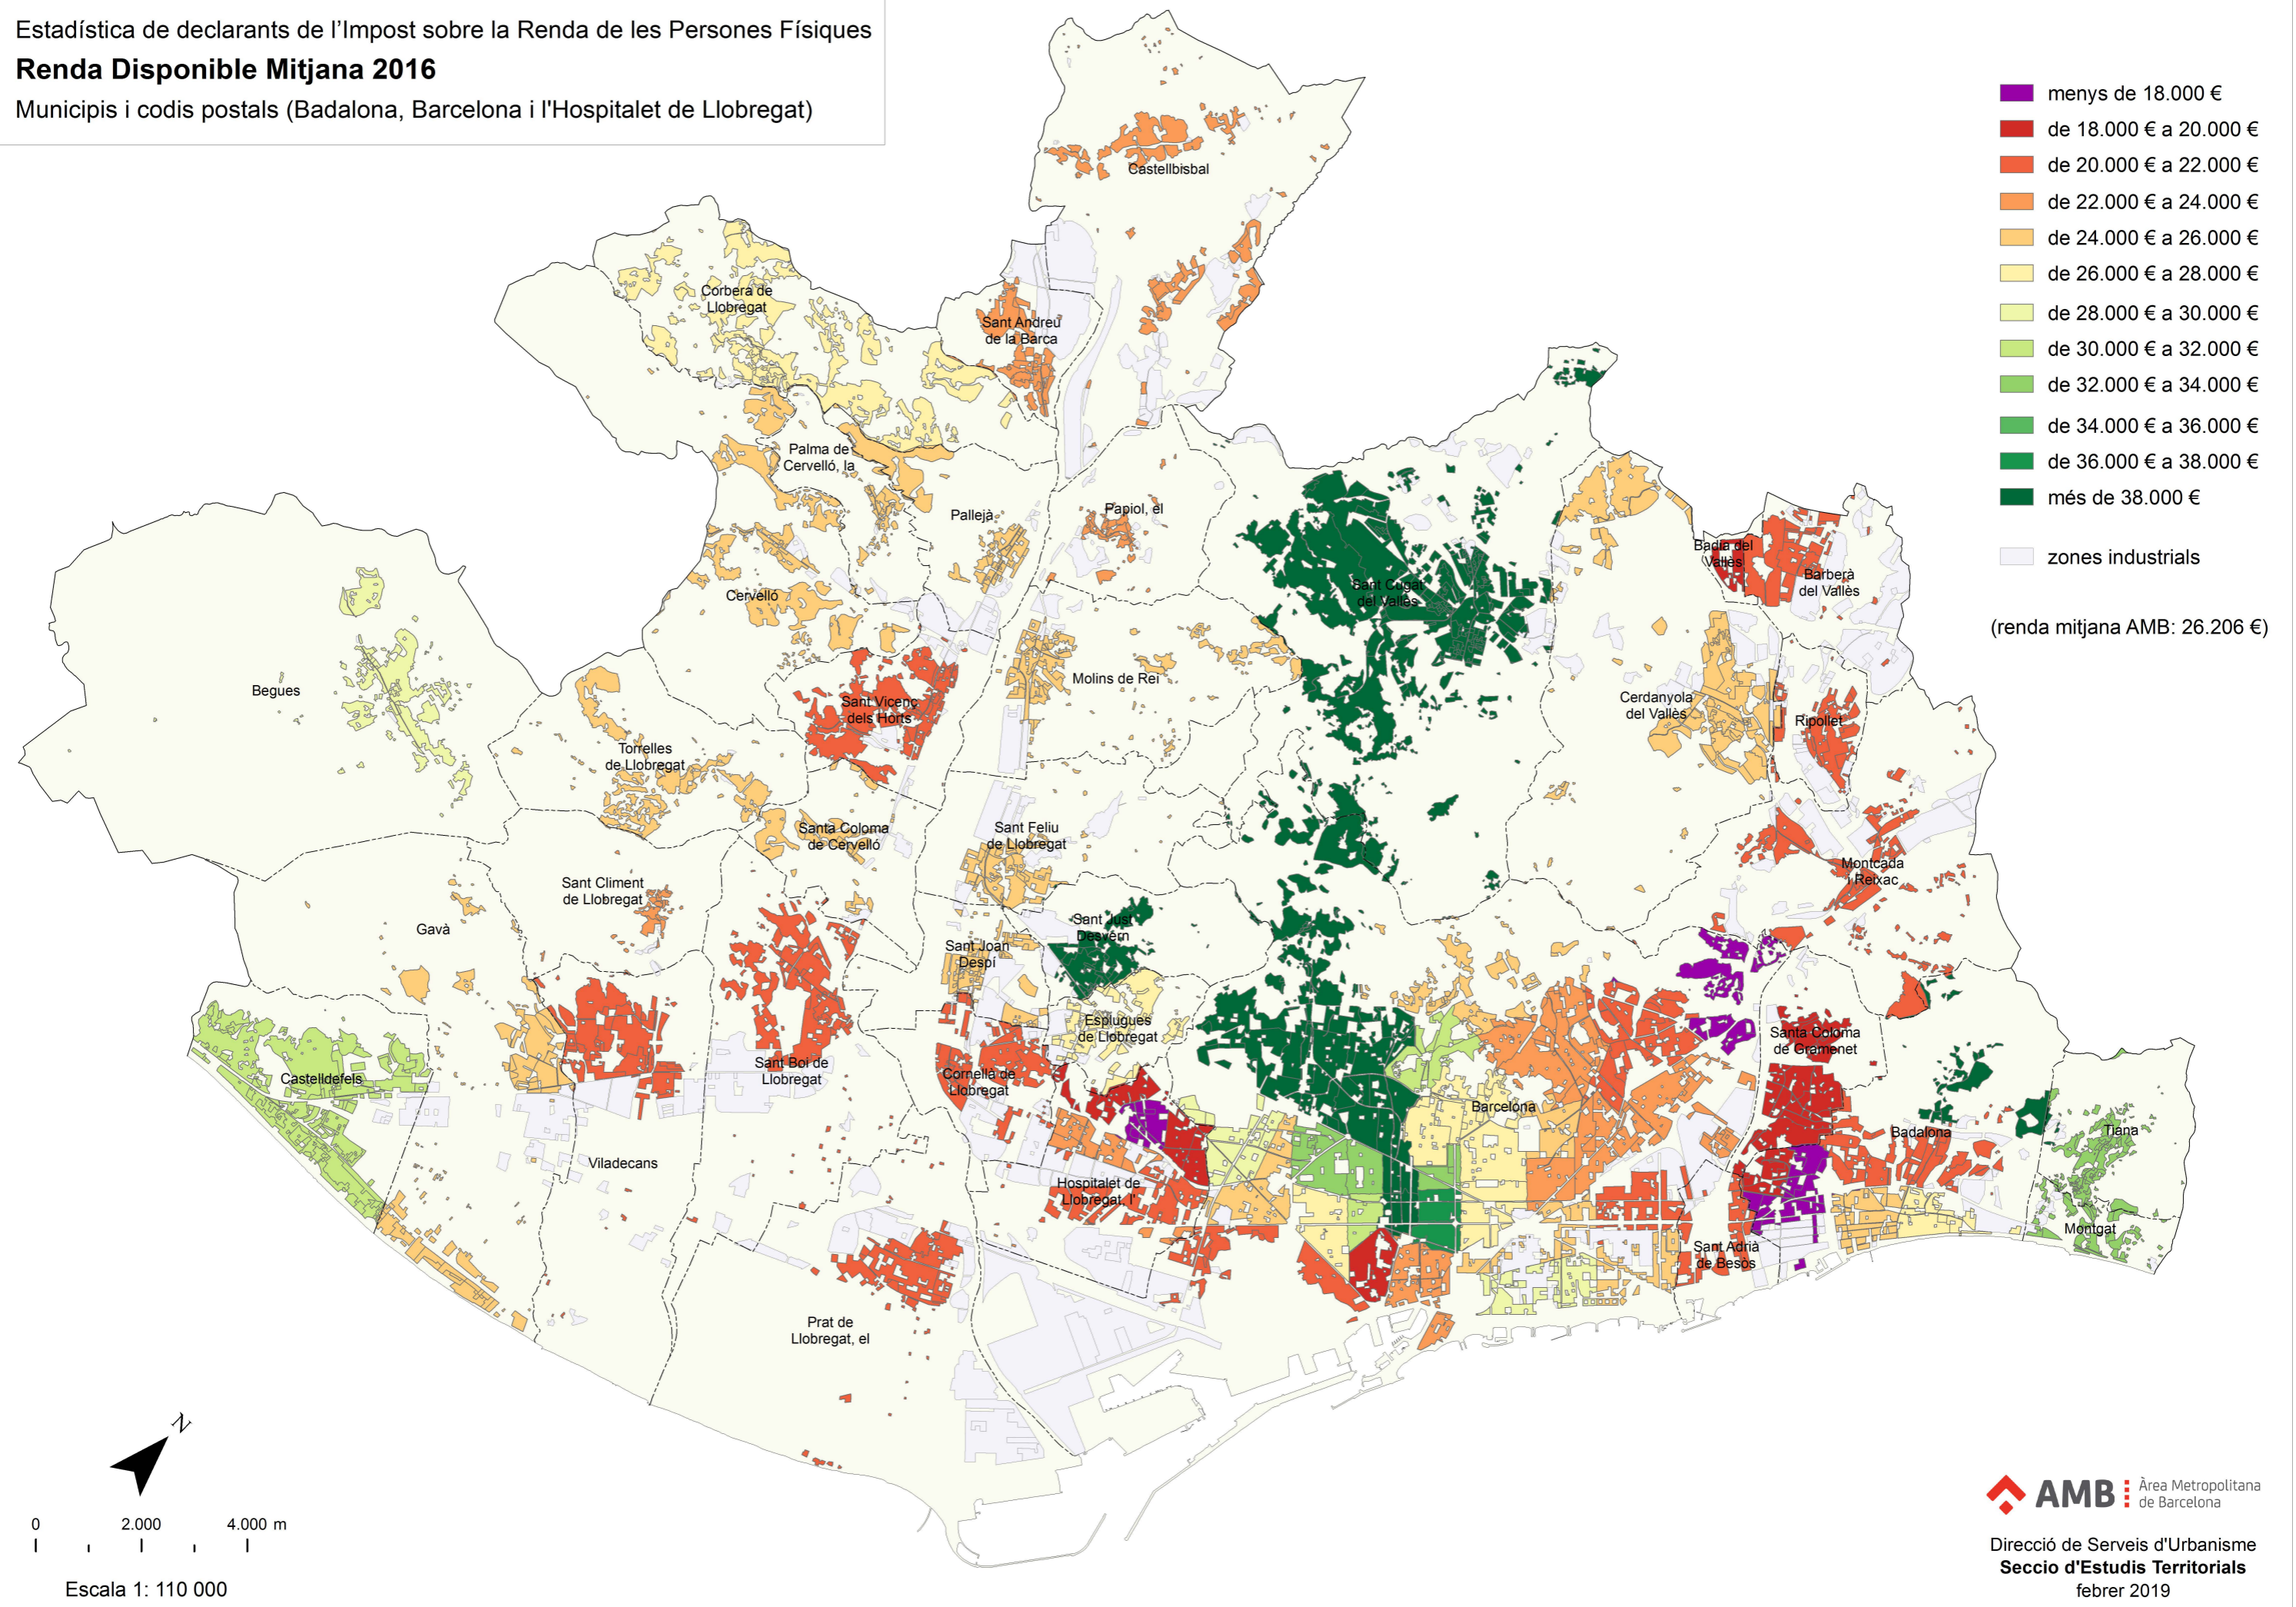 Estadística de declarants de l’Impost sobre la Renda de les Persones Físiques
Renda Disponible Mitjana 2016
Municipis i codis postals (Badalona, Barcelona i l'Hospitalet de Llobregat)
menys de 18.000 €
de 18.000 € a 20.000 €
de 20.000 € a 22.000 €
de 22.000 € a 24.000 €
de 24.000 € a 26.000 €
de 26.000 € a 28.000 €
de 28.000 € a 30.000 €
de 30.000 € a 32.000 €
de 32.000 € a 34.000 €
de 34.000 € a 36.000 €
de 36.000 € a 38.000 €
més de 38.000 €
zones industrials
(renda mitjana AMB: 26.206 €)
Castellbisbal
Corbera de
Llobregat
Sant Andreu
de la Barca
Palma de
Cervelló, la
Pallejà
Papiol, el
Badia del
Vallès
Barberà
del Vallès
Sant Cugat
del Vallès
Cervelló
Begues
Molins de Rei
Sant Vicenç
dels Horts
Cerdanyola
del Vallès
Ripollet
Torrelles
de Llobregat
Santa Coloma
de Cervelló
Sant Feliu
de Llobregat
Montcada
i Reixac
Sant Climent
de Llobregat
Gavà
Sant Just
Desvern
Sant Joan
Despí
Esplugues
de Llobregat
Santa Coloma
de Gramenet
Castelldefels
Sant Boi de
Llobregat
Cornellà de
Llobregat
Barcelona
Badalona
Tiana
Viladecans
Hospitalet de
Llobregat, l'
Montgat
Sant Adrià
de Besòs
Prat de
Llobregat, el
N
0 2.000 4.000 m
Escala 1: 110 000
AMB
Àrea Metropolitana
de Barcelona
Direcció de Serveis d'Urbanisme
Seccio d'Estudis Territorials
febrer 2019